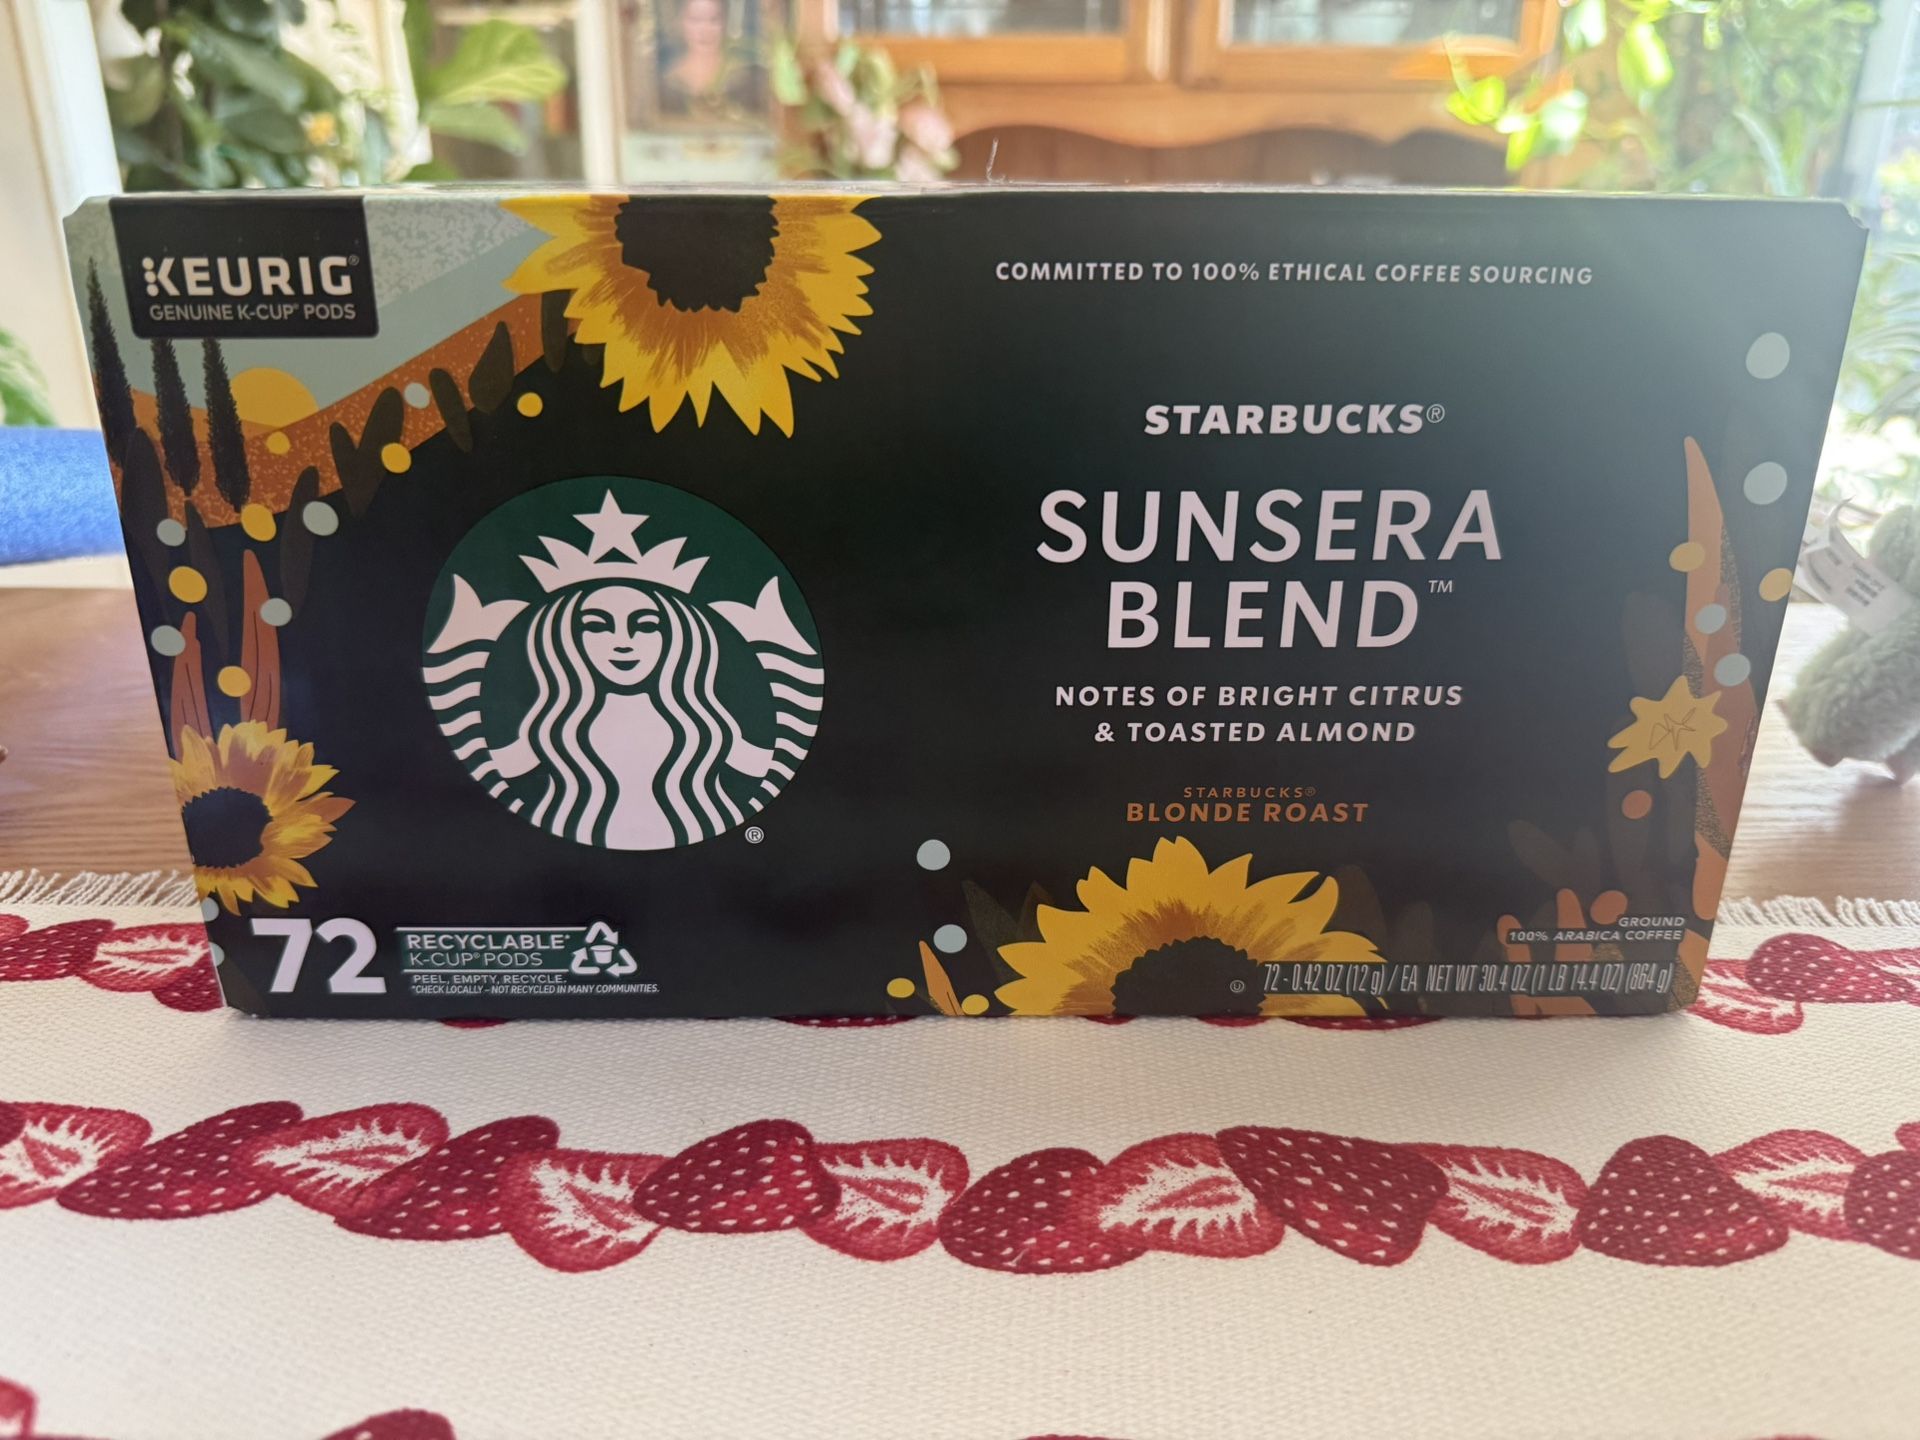 KEURIG®
GENUINE K-CUP® PODS
COMMITTED TO 100% ETHICAL COFFEE SOURCING
STARBUCKS®
SUNSERA
BLEND™
NOTES OF BRIGHT CITRUS
& TOASTED ALMOND
STARBUCKS®
BLONDE ROAST
®
72
RECYCLABLE*
K-CUP® PODS
PEEL, EMPTY, RECYCLE.
*CHECK LOCALLY – NOT RECYCLED IN MANY COMMUNITIES.
GROUND
100% ARABICA COFFEE
U 72 - 0.42 OZ (12 g) / EA NET WT 30.4 OZ (1 LB 14.4 OZ) (864 g)